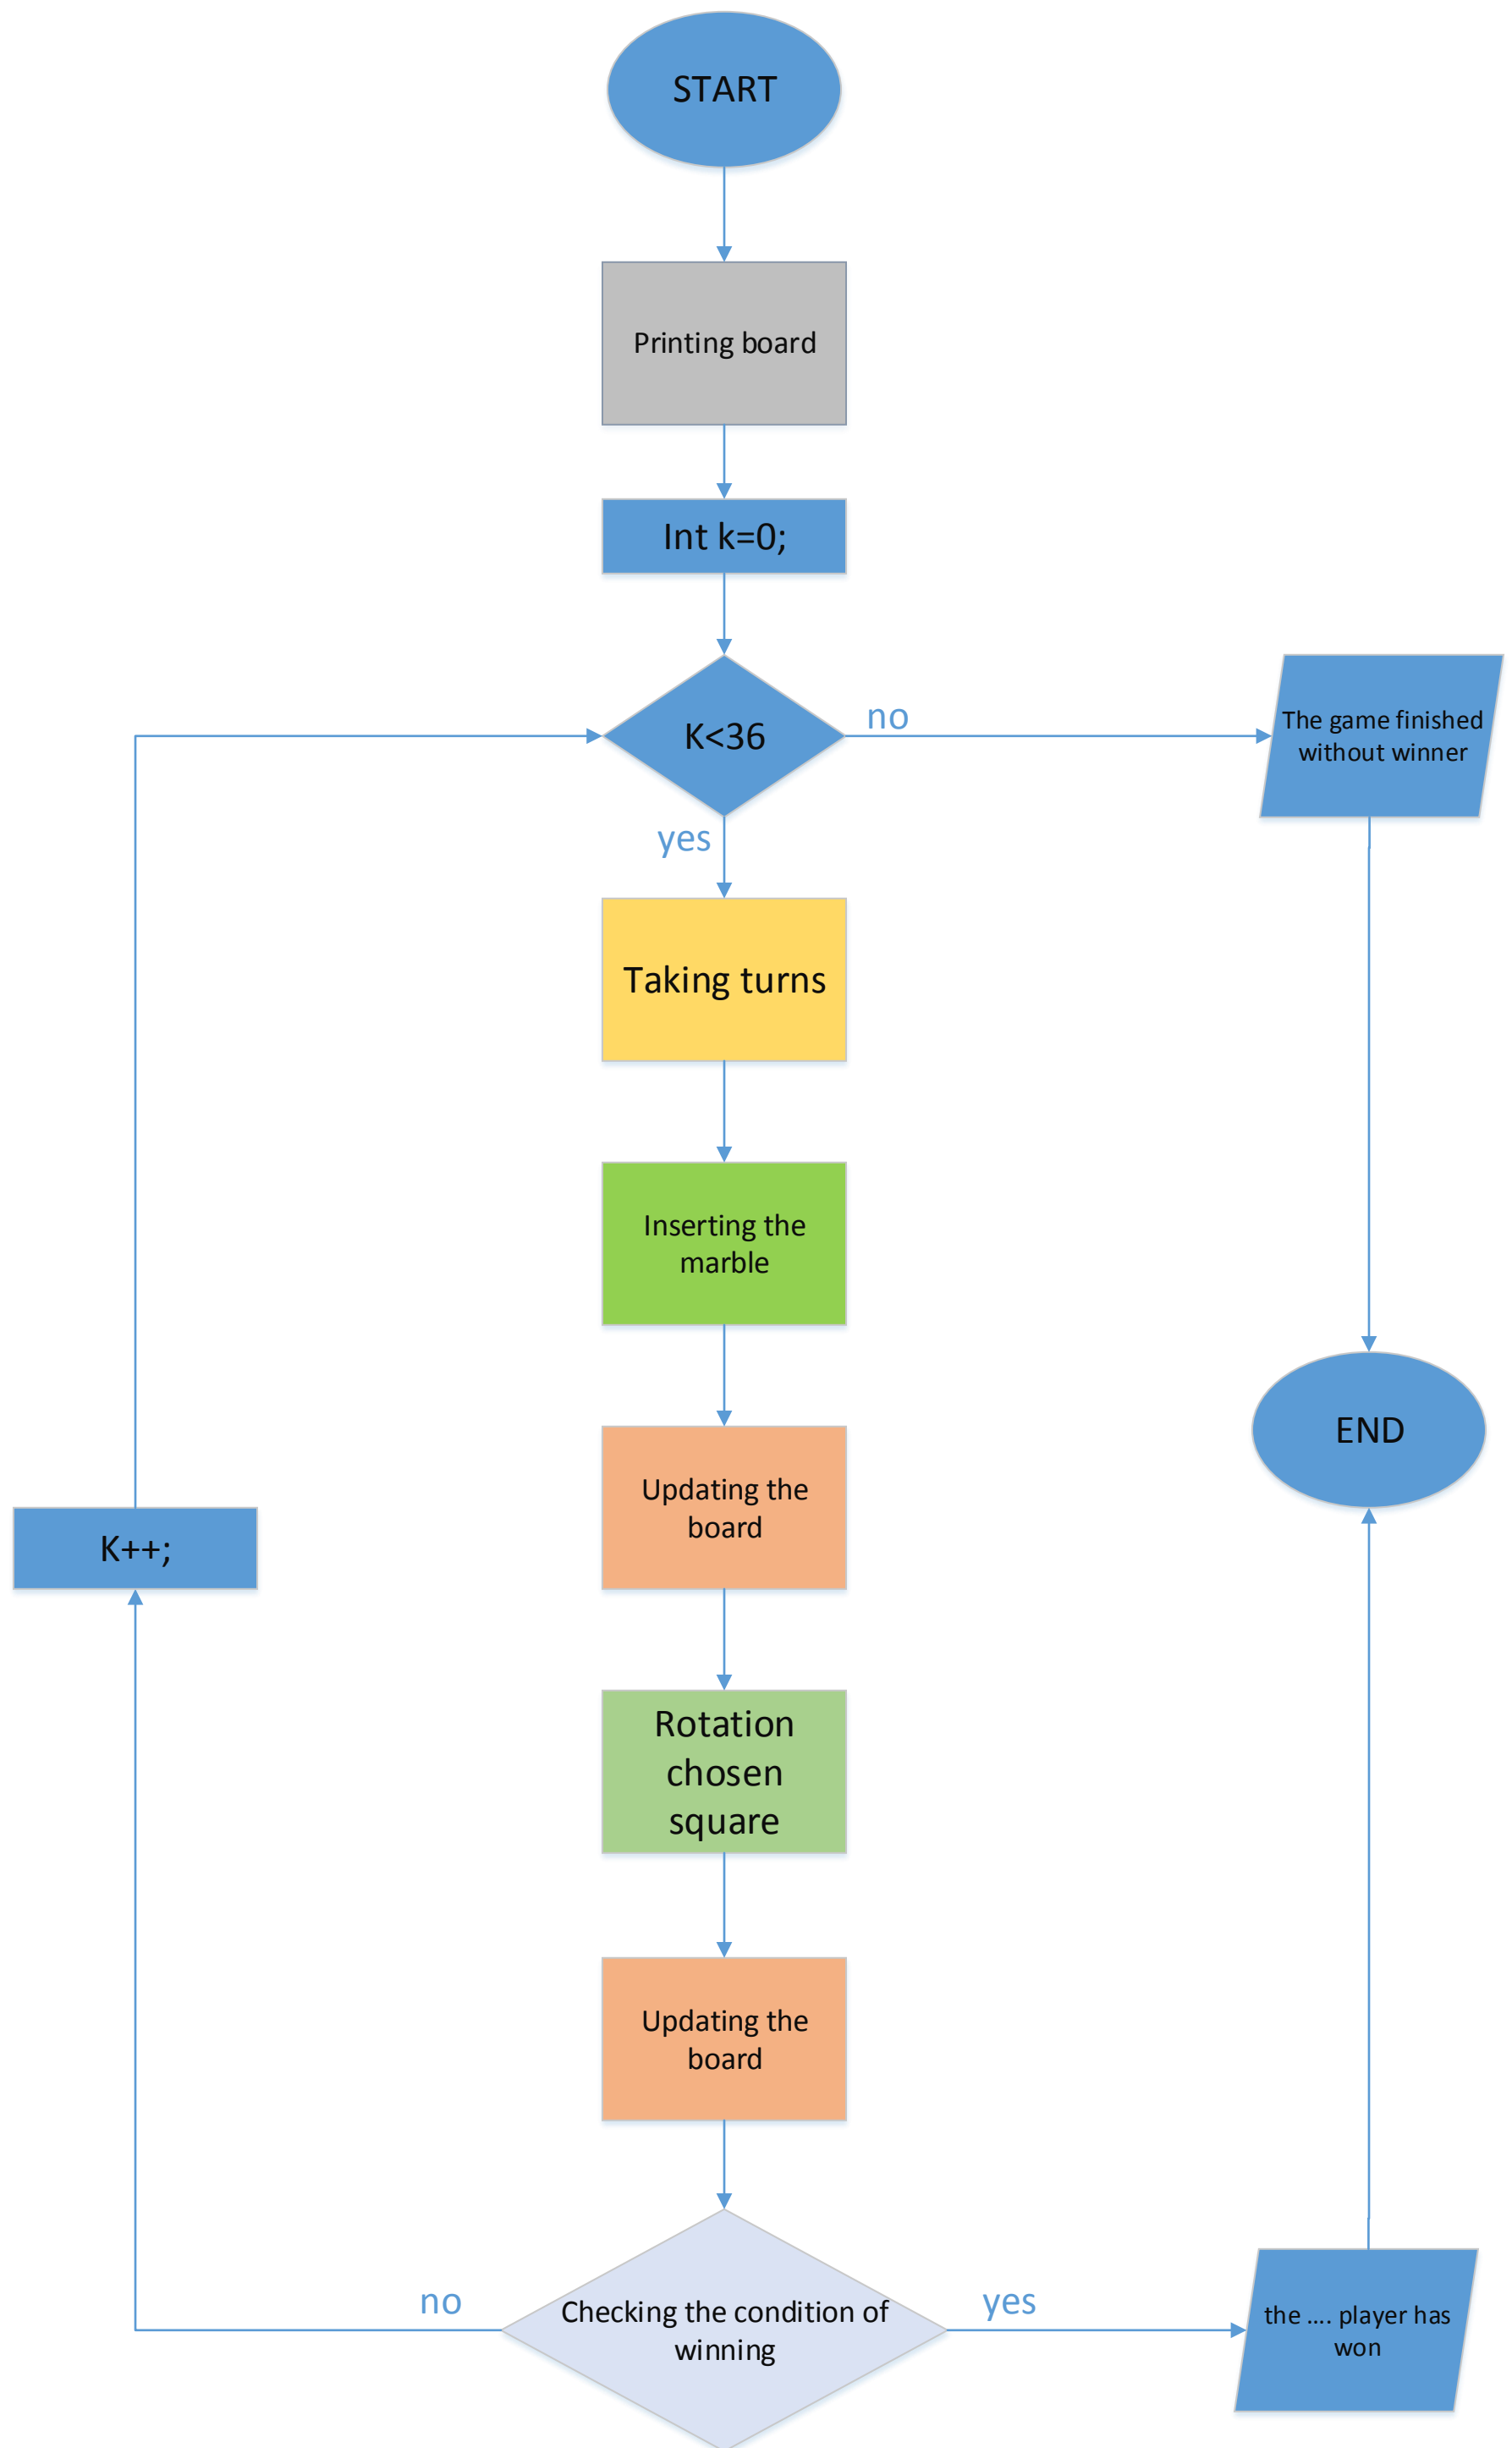 START
Printing board
Int k=0;
K<36
no
The game finished
without winner
yes
Taking turns
Inserting the
marble
Updating the
board
END
K++;
Rotation
chosen
square
Updating the
board
no
Checking the condition of
winning
yes
the .... player has
won